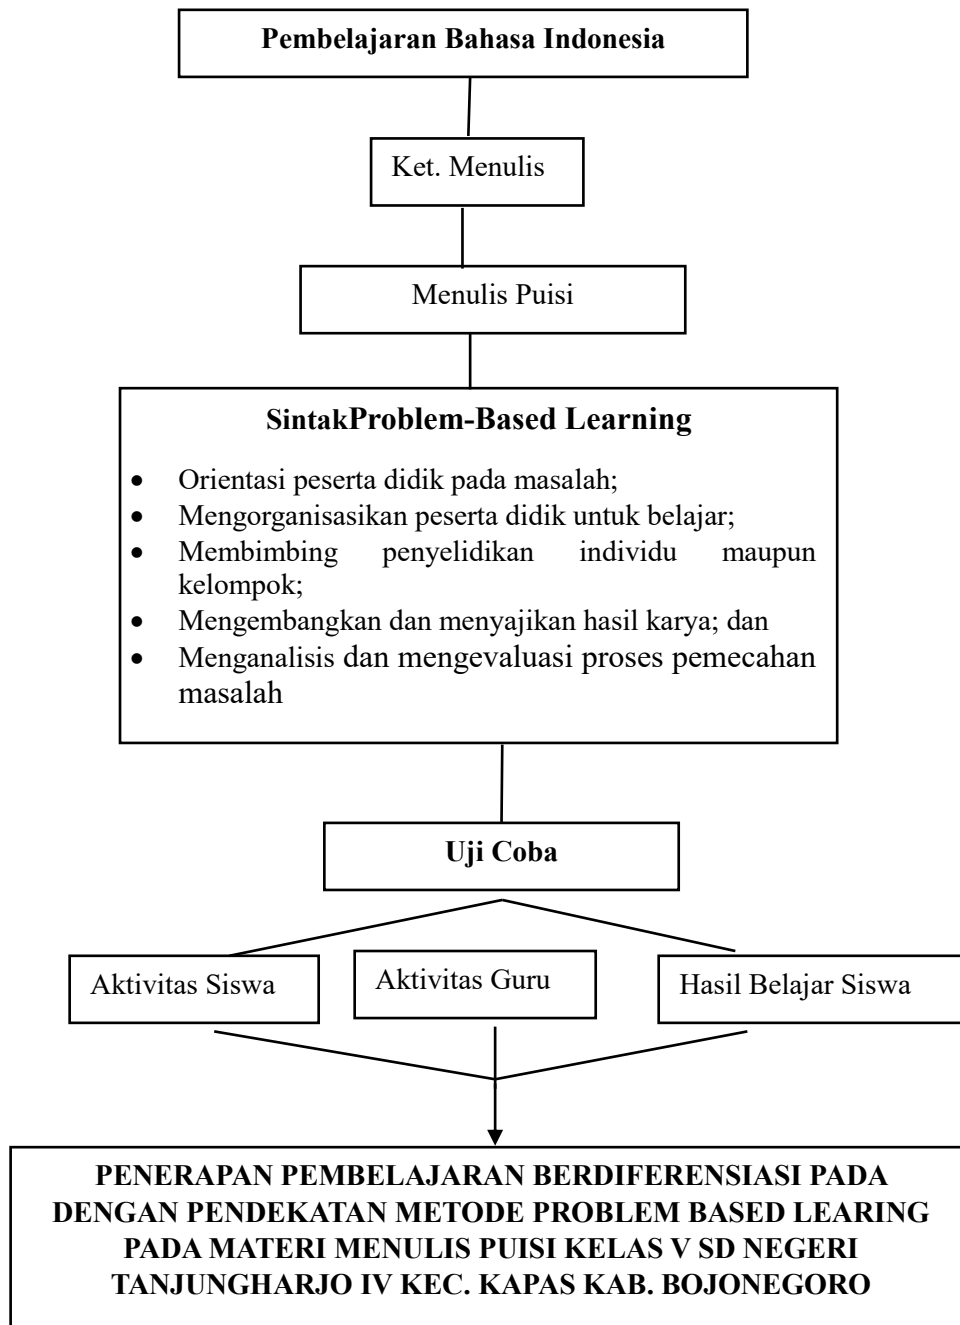 Pembelajaran Bahasa Indonesia
Ket. Menulis
Menulis Puisi
SintakProblem-Based Learning
• Orientasi peserta didik pada masalah;
• Mengorganisasikan peserta didik untuk belajar;
• Membimbing penyelidikan individu maupun
kelompok;
• Mengembangkan dan menyajikan hasil karya; dan
• Menganalisis dan mengevaluasi proses pemecahan
masalah
Uji Coba
Aktivitas Siswa
Aktivitas Guru
Hasil Belajar Siswa
PENERAPAN PEMBELAJARAN BERDIFERENSIASI PADA
DENGAN PENDEKATAN METODE PROBLEM BASED LEARING
PADA MATERI MENULIS PUISI KELAS V SD NEGERI
TANJUNGHARJO IV KEC. KAPAS KAB. BOJONEGORO